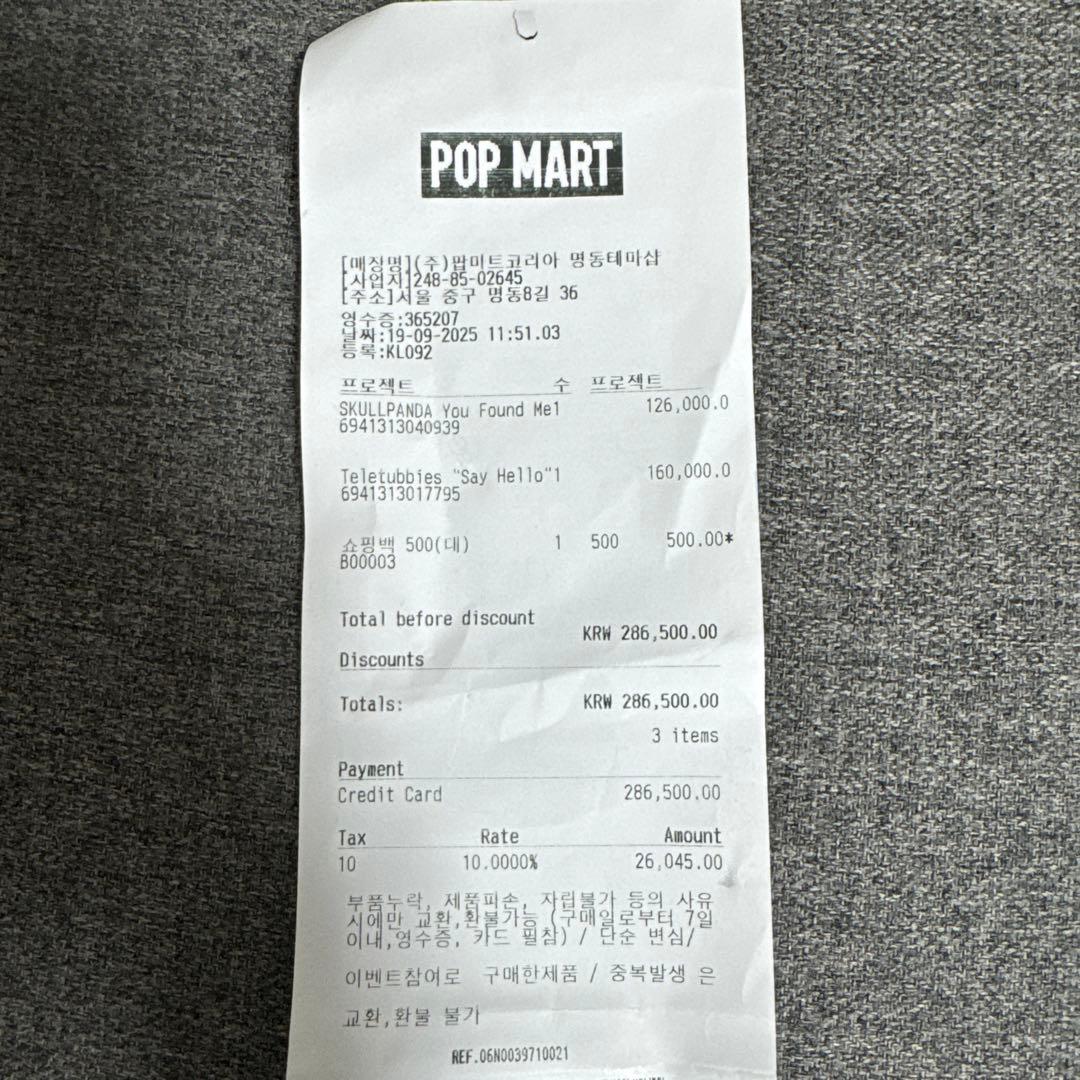 POP MART
[매장명](주)팝미트코리아 명동테마샵
[사업자]248-85-02645
[주소]서울 중구 명동8길 36
영수증:365207
날짜:19-09-2025 11:51.03
등록:KL092
프로젝트 수 프로젝트
SKULLPANDA You Found Me1 126,000.0
6941313040939
Teletubbies "Say Hello"1 160,000.0
6941313017795
쇼핑백 500(대) 1 500 500.00*
B00003
Total before discount
KRW 286,500.00
Discounts
Totals: KRW 286,500.00
3 items
Payment
Credit Card 286,500.00
Tax Rate Amount
10 10.0000% 26,045.00
부품누락, 제품파손, 자립불가 등의 사유
시에만 교환,환불가능 (구매일로부터 7일
이내,영수증, 카드 필참) / 단순 변심/
이벤트참여로 구매한제품 / 중복발생 은
교환,환불 불가
REF.06N0039710021